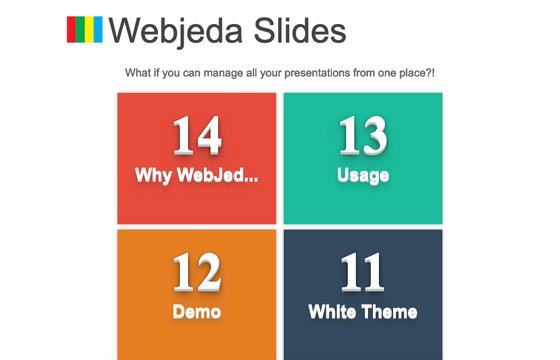 Webjeda Slides
What if you can manage all your presentations from one place?!
14
Why WebJed...
13
Usage
12
Demo
11
White Theme